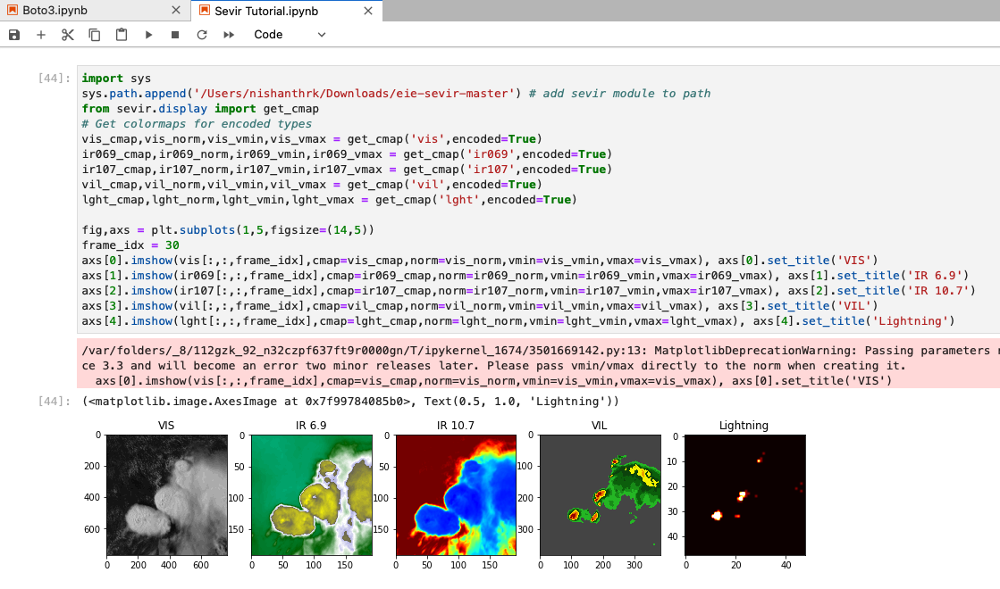 Boto3.ipynb
Sevir Tutorial.ipynb
Code
[44]:
import sys
sys.path.append('/Users/nishanthrk/Downloads/eie-sevir-master') # add sevir module to path
from sevir.display import get_cmap
# Get colormaps for encoded types
vis_cmap,vis_norm,vis_vmin,vis_vmax = get_cmap('vis',encoded=True)
ir069_cmap,ir069_norm,ir069_vmin,ir069_vmax = get_cmap('ir069',encoded=True)
ir107_cmap,ir107_norm,ir107_vmin,ir107_vmax = get_cmap('ir107',encoded=True)
vil_cmap,vil_norm,vil_vmin,vil_vmax = get_cmap('vil',encoded=True)
lght_cmap,lght_norm,lght_vmin,lght_vmax = get_cmap('lght',encoded=True)
fig,axs = plt.subplots(1,5,figsize=(14,5))
frame_idx = 30
axs[0].imshow(vis[:,:,frame_idx],cmap=vis_cmap,norm=vis_norm,vmin=vis_vmin,vmax=vis_vmax), axs[0].set_title('VIS')
axs[1].imshow(ir069[:,:,frame_idx],cmap=ir069_cmap,norm=ir069_norm,vmin=ir069_vmin,vmax=ir069_vmax), axs[1].set_title('IR 6.9')
axs[2].imshow(ir107[:,:,frame_idx],cmap=ir107_cmap,norm=ir107_norm,vmin=ir107_vmin,vmax=ir107_vmax), axs[2].set_title('IR 10.7')
axs[3].imshow(vil[:,:,frame_idx],cmap=vil_cmap,norm=vil_norm,vmin=vil_vmin,vmax=vil_vmax), axs[3].set_title('VIL')
axs[4].imshow(lght[:,:,frame_idx],cmap=lght_cmap,norm=lght_norm,vmin=lght_vmin,vmax=lght_vmax), axs[4].set_title('Lightning')
/var/folders/_8/112gzk_92_n32czpf637ft9r0000gn/T/ipykernel_1674/3501669142.py:13: MatplotlibDeprecationWarning: Passing parameters
ce 3.3 and will become an error two minor releases later. Please pass vmin/vmax directly to the norm when creating it.
axs[0].imshow(vis[:,:,frame_idx],cmap=vis_cmap,norm=vis_norm,vmin=vis_vmin,vmax=vis_vmax), axs[0].set_title('VIS')
[44]:
(<matplotlib.image.AxesImage at 0x7f99784085b0>, Text(0.5, 1.0, 'Lightning'))
VIS
0
200
400
600
0 200 400 600
IR 6.9
0
50
100
150
0 50 100 150
IR 10.7
0
50
100
150
0 50 100 150
VIL
0
100
200
300
0 100 200 300
Lightning
0
10
20
30
40
0 20 40